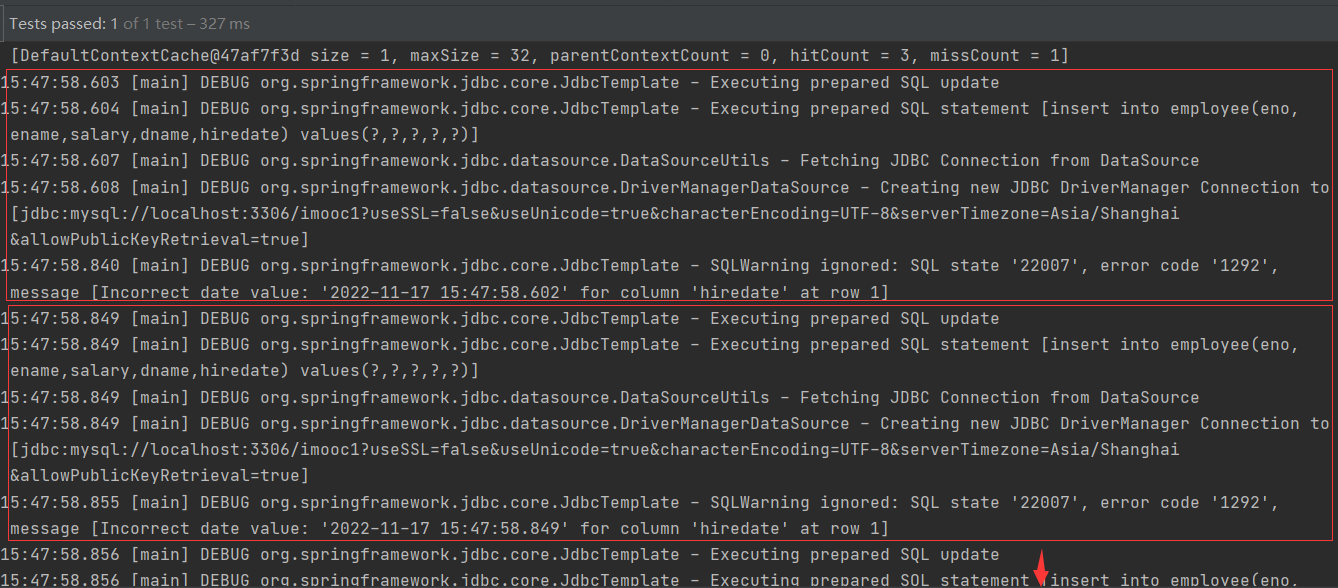 Tests passed: 1 of 1 test – 327 ms
[DefaultContextCache@47af7f3d size = 1, maxSize = 32, parentContextCount = 0, hitCount = 3, missCount = 1]
15:47:58.603 [main] DEBUG org.springframework.jdbc.core.JdbcTemplate - Executing prepared SQL update
15:47:58.604 [main] DEBUG org.springframework.jdbc.core.JdbcTemplate - Executing prepared SQL statement [insert into employee(eno,
ename,salary,dname,hiredate) values(?,?,?,?,?)]
15:47:58.607 [main] DEBUG org.springframework.jdbc.datasource.DataSourceUtils - Fetching JDBC Connection from DataSource
15:47:58.608 [main] DEBUG org.springframework.jdbc.datasource.DriverManagerDataSource - Creating new JDBC DriverManager Connection to
[jdbc:mysql://localhost:3306/imooc1?useSSL=false&useUnicode=true&characterEncoding=UTF-8&serverTimezone=Asia/Shanghai
&allowPublicKeyRetrieval=true]
15:47:58.840 [main] DEBUG org.springframework.jdbc.core.JdbcTemplate - SQLWarning ignored: SQL state '22007', error code '1292',
message [Incorrect date value: '2022-11-17 15:47:58.602' for column 'hiredate' at row 1]
15:47:58.849 [main] DEBUG org.springframework.jdbc.core.JdbcTemplate - Executing prepared SQL update
15:47:58.849 [main] DEBUG org.springframework.jdbc.core.JdbcTemplate - Executing prepared SQL statement [insert into employee(eno,
ename,salary,dname,hiredate) values(?,?,?,?,?)]
15:47:58.849 [main] DEBUG org.springframework.jdbc.datasource.DataSourceUtils - Fetching JDBC Connection from DataSource
15:47:58.849 [main] DEBUG org.springframework.jdbc.datasource.DriverManagerDataSource - Creating new JDBC DriverManager Connection to
[jdbc:mysql://localhost:3306/imooc1?useSSL=false&useUnicode=true&characterEncoding=UTF-8&serverTimezone=Asia/Shanghai
&allowPublicKeyRetrieval=true]
15:47:58.855 [main] DEBUG org.springframework.jdbc.core.JdbcTemplate - SQLWarning ignored: SQL state '22007', error code '1292',
message [Incorrect date value: '2022-11-17 15:47:58.849' for column 'hiredate' at row 1]
15:47:58.856 [main] DEBUG org.springframework.jdbc.core.JdbcTemplate - Executing prepared SQL update
15:47:58.856 [main] DEBUG org.springframework.jdbc.core.JdbcTemplate - Executing prepared SQL statement [insert into employee(eno,